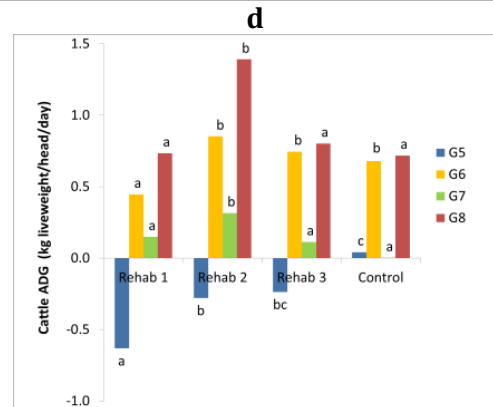 d
Cattle ADG (kg liveweight/head/day)
1.5
1.0
0.5
0.0
-0.5
-1.0
a
a
a
a
b
b
b
b
bc
b
a
a
c
b
a
a
Rehab 1
Rehab 2
Rehab 3
Control
G5
G6
G7
G8